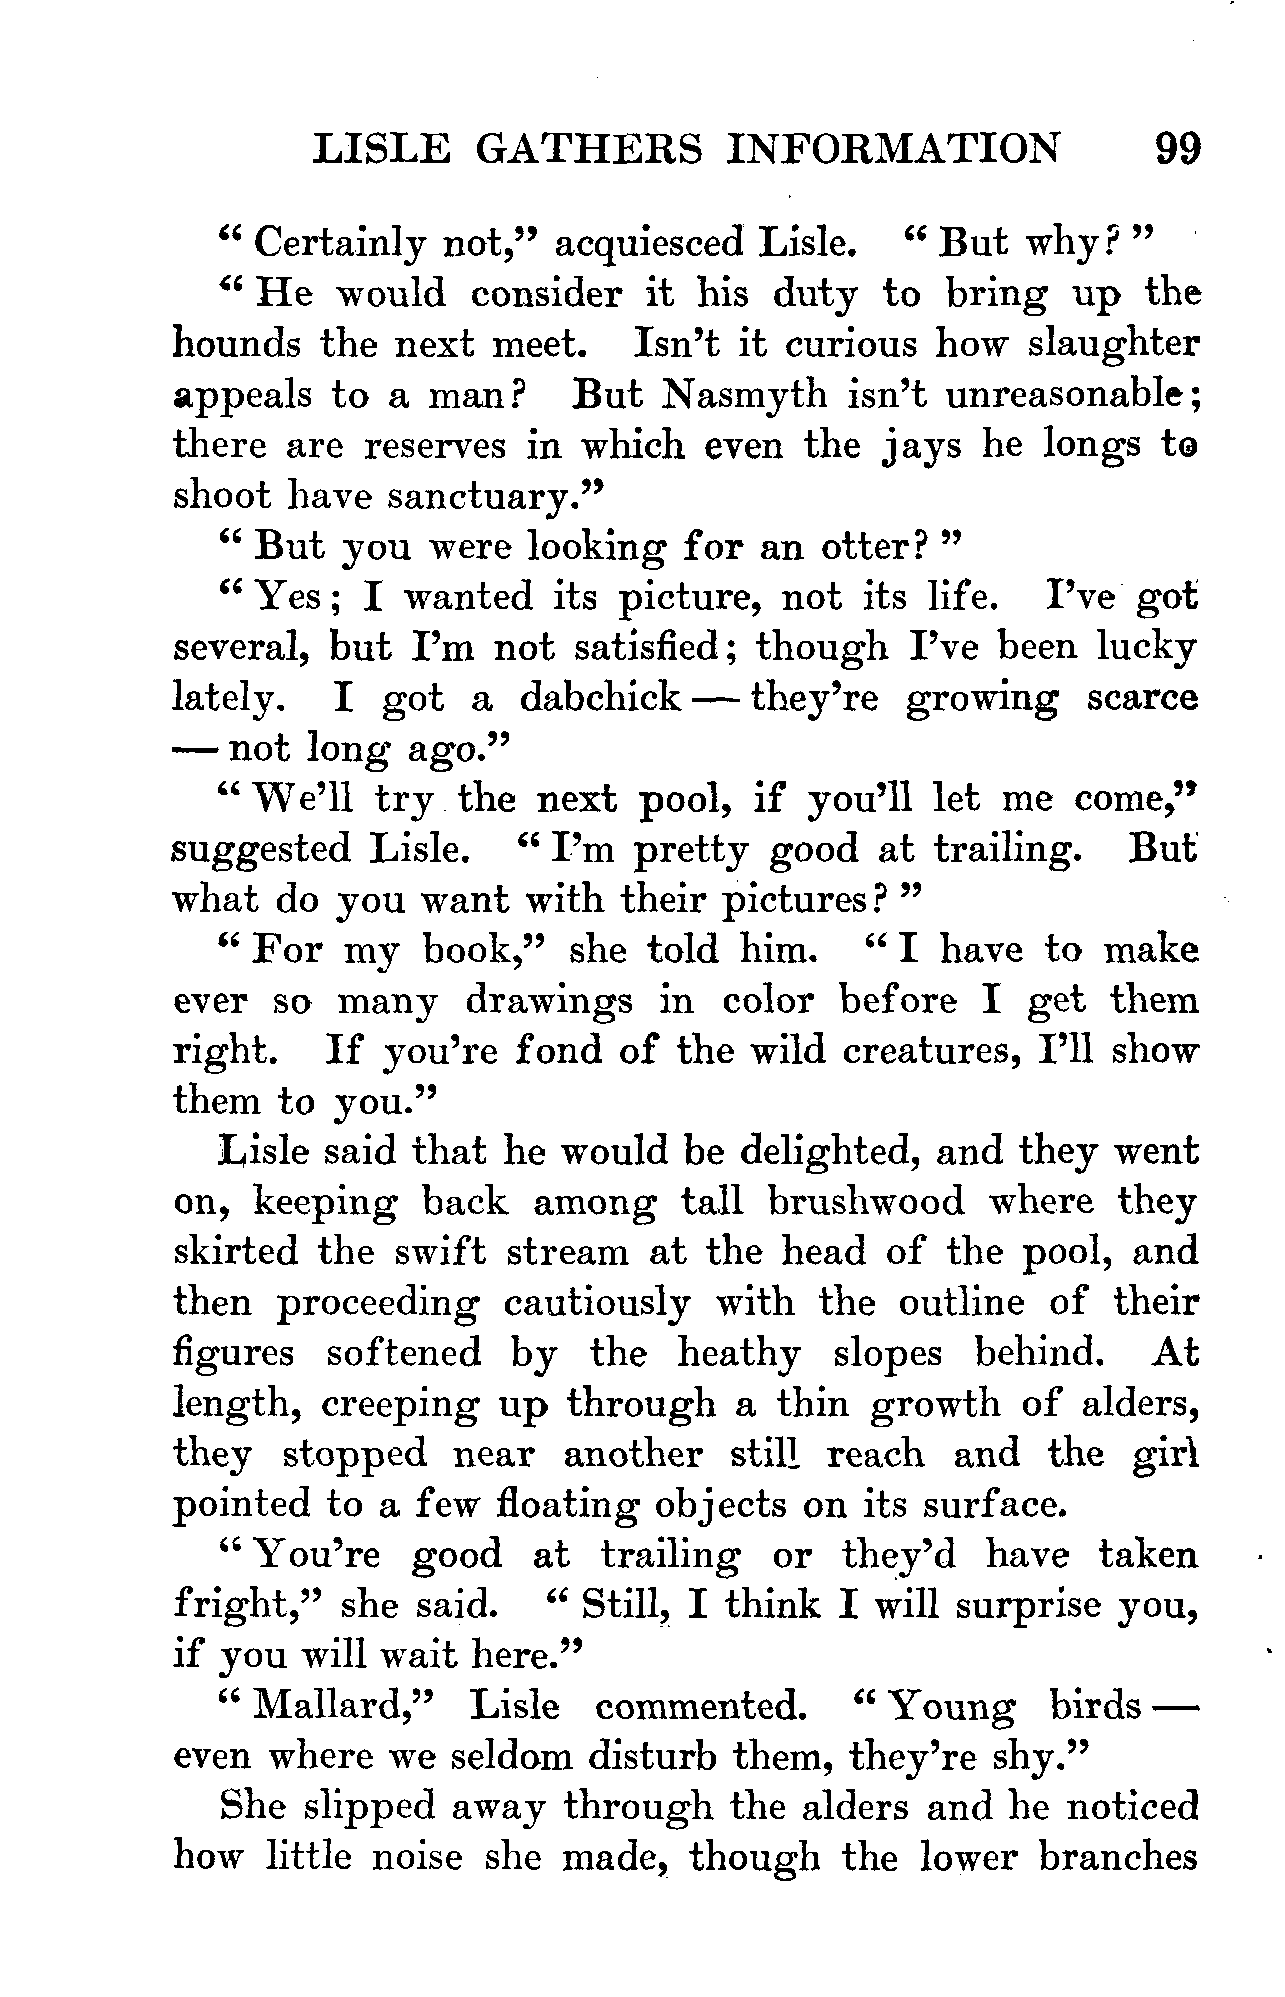 LISLE GATHERS INFORMATION 99
“ Certainly not,” acquiesced Lisle. “ But why? ”
“ He would consider it his duty to bring up the
hounds the next meet. Isn’t it curious how slaughter
appeals to a man? But Nasmyth isn’t unreasonable;
there are reserves in which even the jays he longs to
shoot have sanctuary.”
“ But you were looking for an otter? ”
“ Yes; I wanted its picture, not its life. I’ve got
several, but I’m not satisfied; though I’ve been lucky
lately. I got a dabchick — they’re growing scarce
— not long ago.”
“ We’ll try the next pool, if you’ll let me come,”
suggested Lisle. “ I’m pretty good at trailing. But
what do you want with their pictures? ”
“ For my book,” she told him. “ I have to make
ever so many drawings in color before I get them
right. If you’re fond of the wild creatures, I’ll show
them to you.”
Lisle said that he would be delighted, and they went
on, keeping back among tall brushwood where they
skirted the swift stream at the head of the pool, and
then proceeding cautiously with the outline of their
figures softened by the heathy slopes behind. At
length, creeping up through a thin growth of alders,
they stopped near another still reach and the girl
pointed to a few floating objects on its surface.
“ You’re good at trailing or they’d have taken
fright,” she said. “ Still, I think I will surprise you,
if you will wait here.”
“ Mallard,” Lisle commented. “ Young birds —
even where we seldom disturb them, they’re shy.”
She slipped away through the alders and he noticed
how little noise she made, though the lower branches